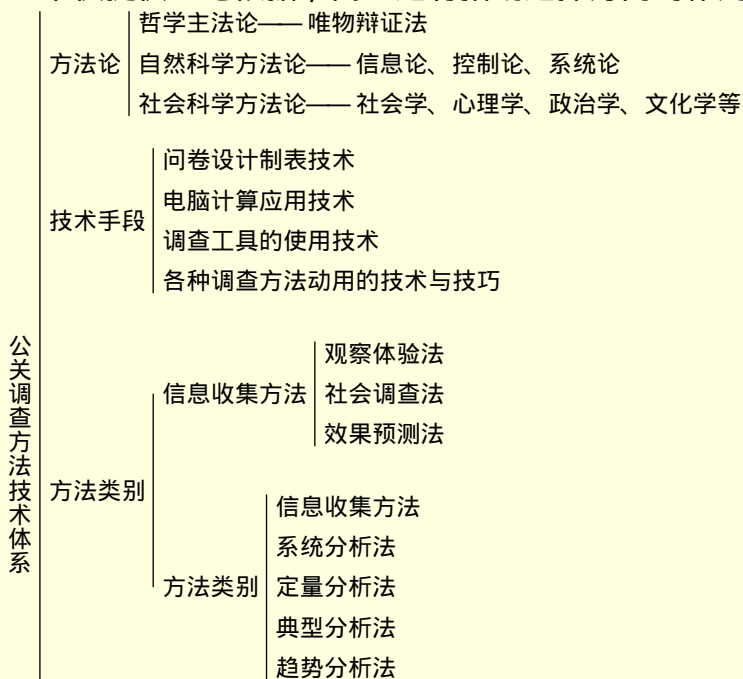 哲学主法论——唯物辩证法
方法论
自然科学方法论——信息论、控制论、系统论
社会科学方法论——社会学、心理学、政治学、文化学等
问卷设计制表技术
电脑计算应用技术
技术手段
调查工具的使用技术
各种调查方法动用的技术与技巧
公关调查方法技术体系
观察体验法
信息收集方法
社会调查法
效果预测法
方法类别
信息收集方法
系统分析法
方法类别
定量分析法
典型分析法
趋势分析法